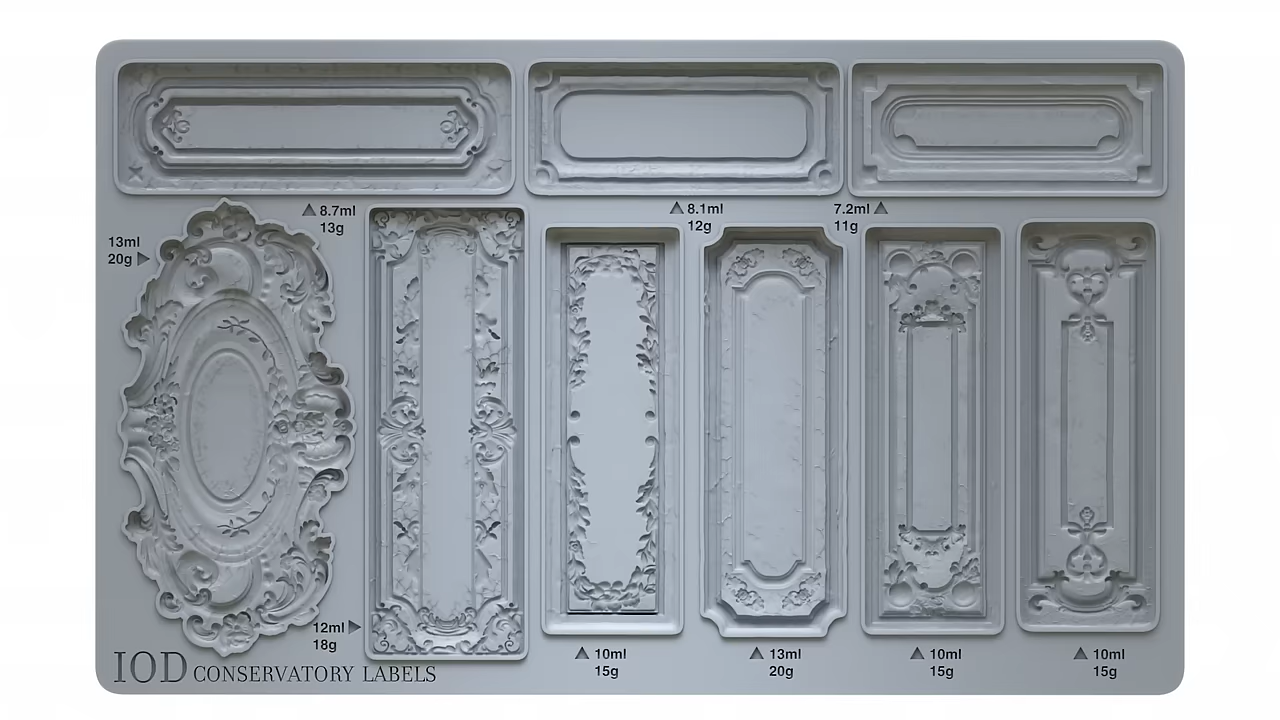 8.7ml
13g
8.1ml
12g
7.2ml
11g
13ml
20g
12ml
18g
10ml
15g
13ml
20g
10ml
15g
10ml
15g
IOD CONSERVATORY LABELS